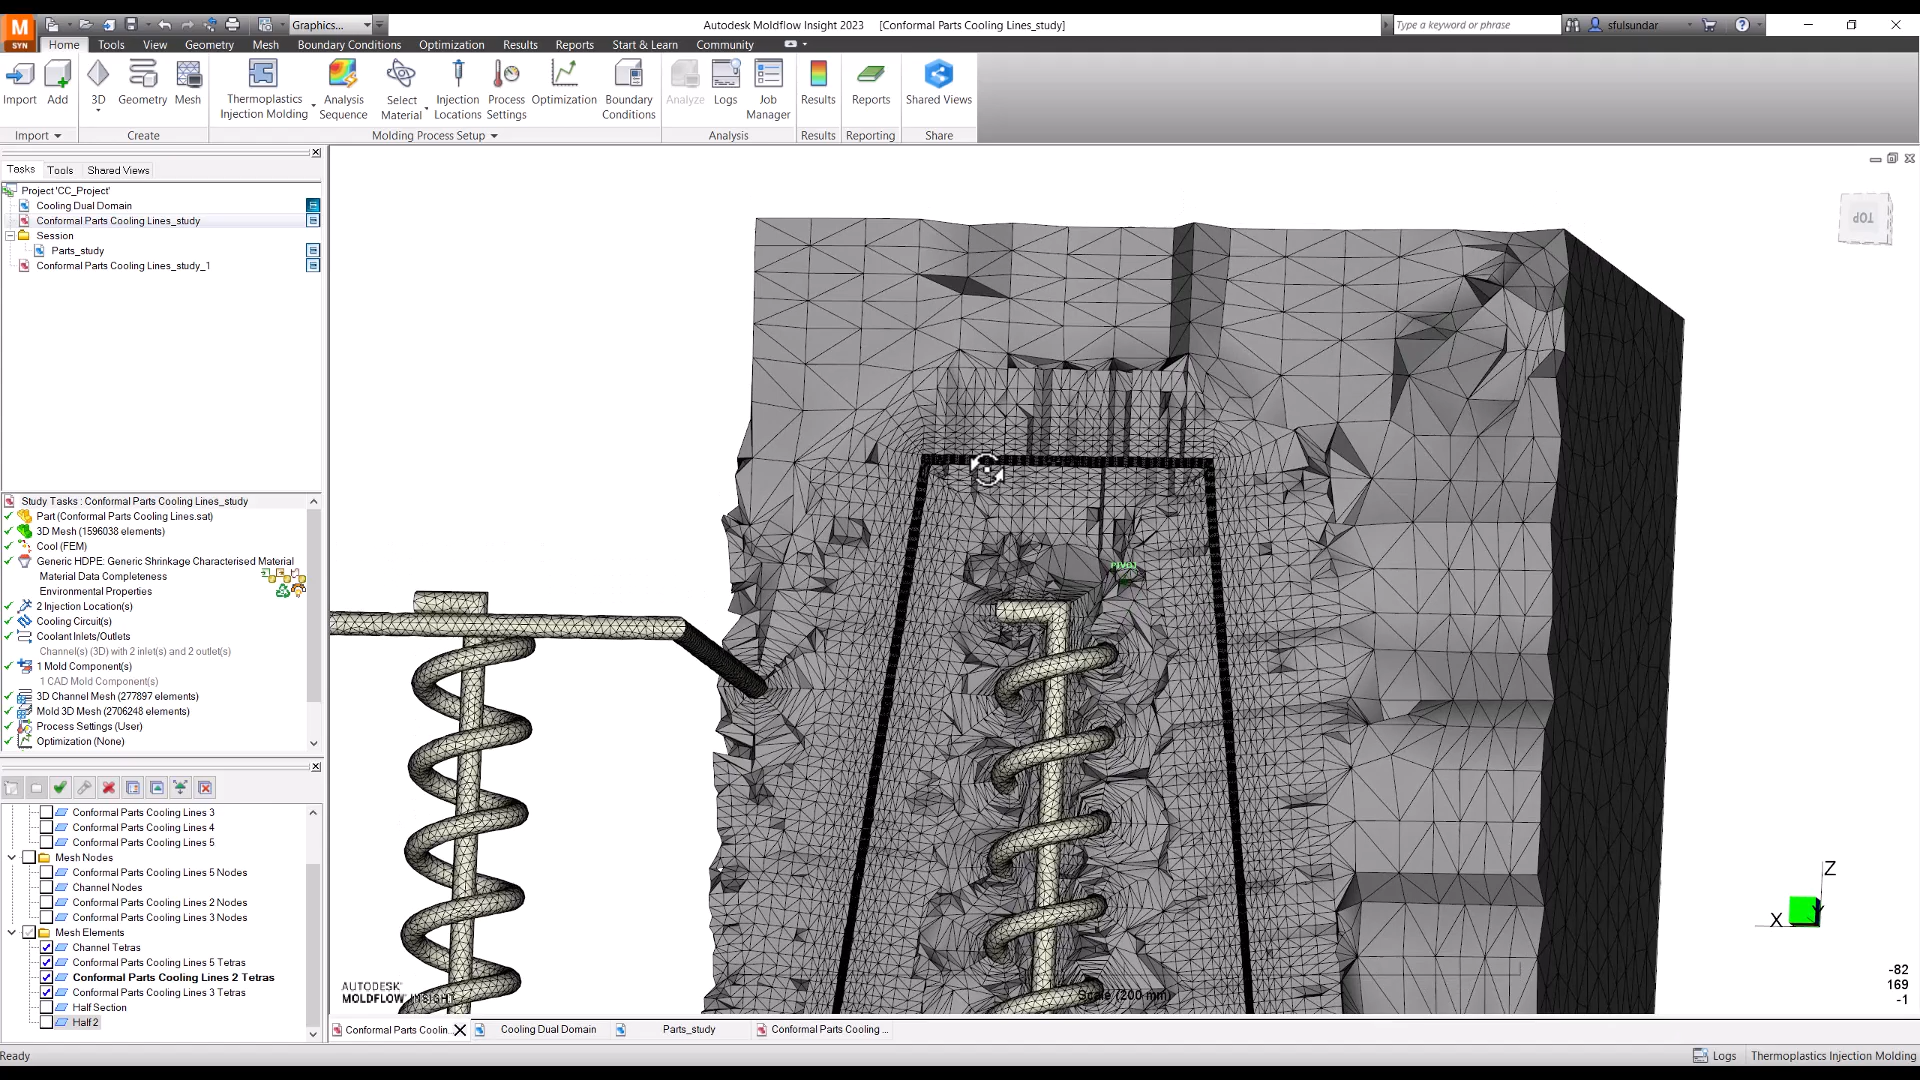 M
SYN
Graphics...
Autodesk Moldflow Insight 2023 [Conformal Parts Cooling Lines_study]
Type a keyword or phrase
sfulsundar
Home Tools View Geometry Mesh Boundary Conditions Optimization Results Reports Start & Learn Community
Import Add 3D Geometry Mesh Thermoplastics Injection Molding Analysis Sequence Select Material Injection Locations Process Settings Optimization Boundary Conditions Analyze Logs Job Manager Results Reports Shared Views
Import Create Molding Process Setup Analysis Results Reporting Share
Tasks Tools Shared Views
Project 'CC_Project'
Cooling Dual Domain
Conformal Parts Cooling Lines_study
Session
Parts_study
Conformal Parts Cooling Lines_study_1
Study Tasks : Conformal Parts Cooling Lines_study
Part (Conformal Parts Cooling Lines.sat)
3D Mesh (1596038 elements)
Cool (FEM)
Generic HDPE: Generic Shrinkage Characterised Material
Material Data Completeness
Environmental Properties
2 Injection Location(s)
Cooling Circuit(s)
Coolant Inlets/Outlets
Channel(s) (3D) with 2 inlet(s) and 2 outlet(s)
1 Mold Component(s)
1 CAD Mold Component(s)
3D Channel Mesh (277897 elements)
Mold 3D Mesh (2706248 elements)
Process Settings (User)
Optimization (None)
Conformal Parts Cooling Lines 3
Conformal Parts Cooling Lines 4
Conformal Parts Cooling Lines 5
Mesh Nodes
Conformal Parts Cooling Lines 5 Nodes
Channel Nodes
Conformal Parts Cooling Lines 2 Nodes
Conformal Parts Cooling Lines 3 Nodes
Mesh Elements
Channel Tetras
Conformal Parts Cooling Lines 5 Tetras
Conformal Parts Cooling Lines 2 Tetras
Conformal Parts Cooling Lines 3 Tetras
Half Section
Half 2
TOP
PIVOT
Z
X
-82
169
-1
AUTODESK
MOLDFLOW INSIGHT
Scale (200 mm)
Conformal Parts Coolin... Cooling Dual Domain Parts_study Conformal Parts Cooling ...
Ready
Logs Thermoplastics Injection Molding